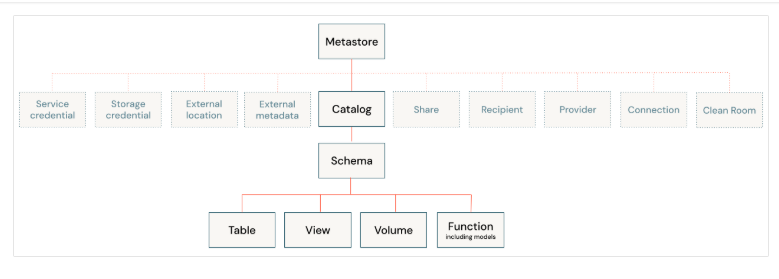 Metastore
Service
credential
Storage
credential
External
location
External
metadata
Catalog
Share
Recipient
Provider
Connection
Clean Room
Schema
Table
View
Volume
Function
including models